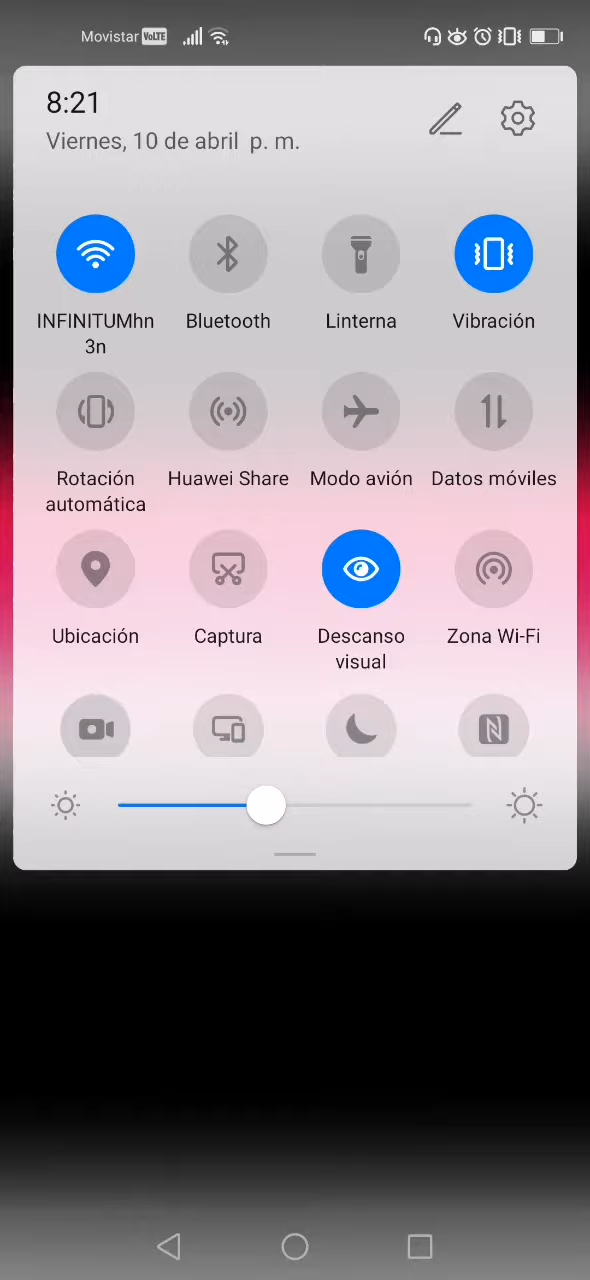 Movistar VoLTE
8:21
Viernes, 10 de abril p. m.
INFINITUMhn
3n
Bluetooth
Linterna
Vibración
Rotación
automática
Huawei Share
Modo avión
Datos móviles
Ubicación
Captura
Descanso
visual
Zona Wi-Fi